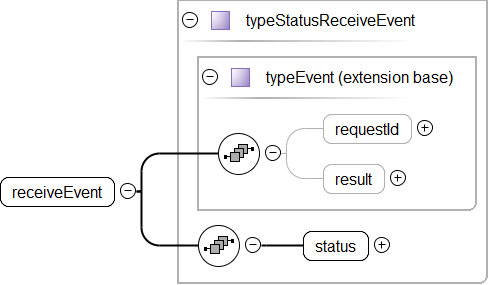 typeStatusReceiveEvent
typeEvent (extension base)
requestId
result
receiveEvent
status